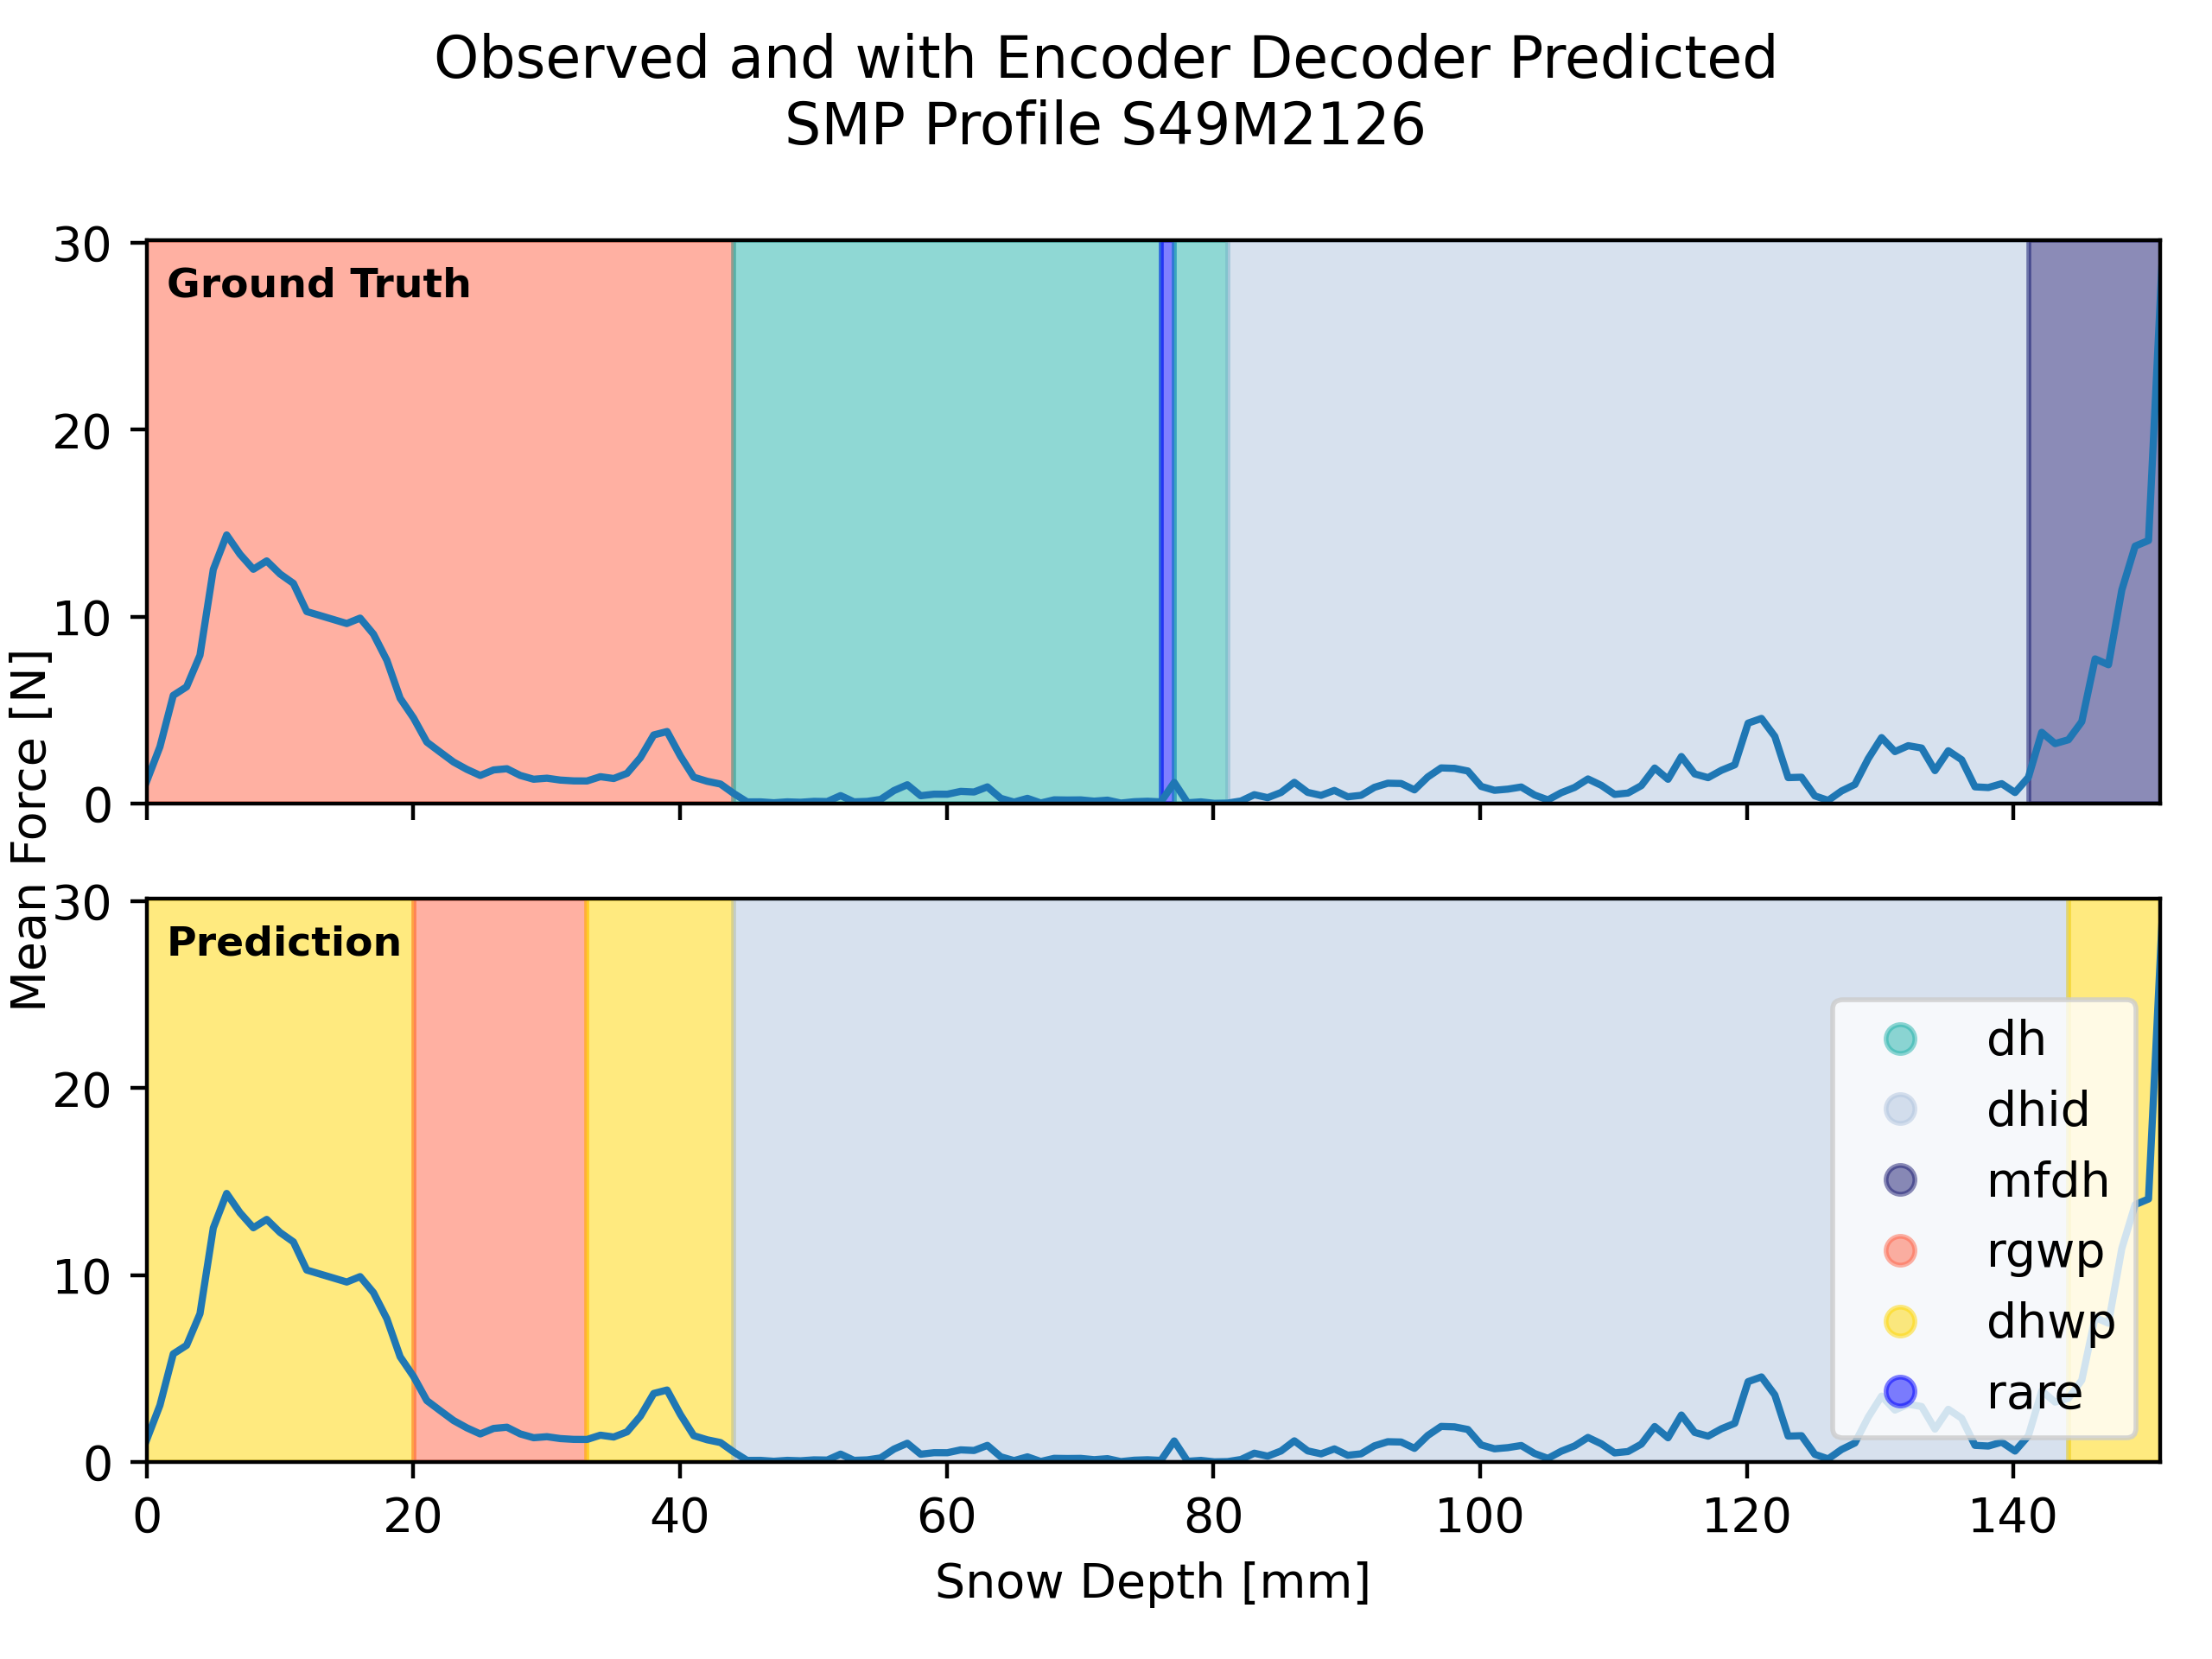 Observed and with Encoder Decoder Predicted
SMP Profile S49M2126
Mean Force [N]
30
20
10
0
Ground Truth
30
20
10
0
Prediction
dh
dhid
mfdh
rgwp
dhwp
rare
0 20 40 60 80 100 120 140
Snow Depth [mm]